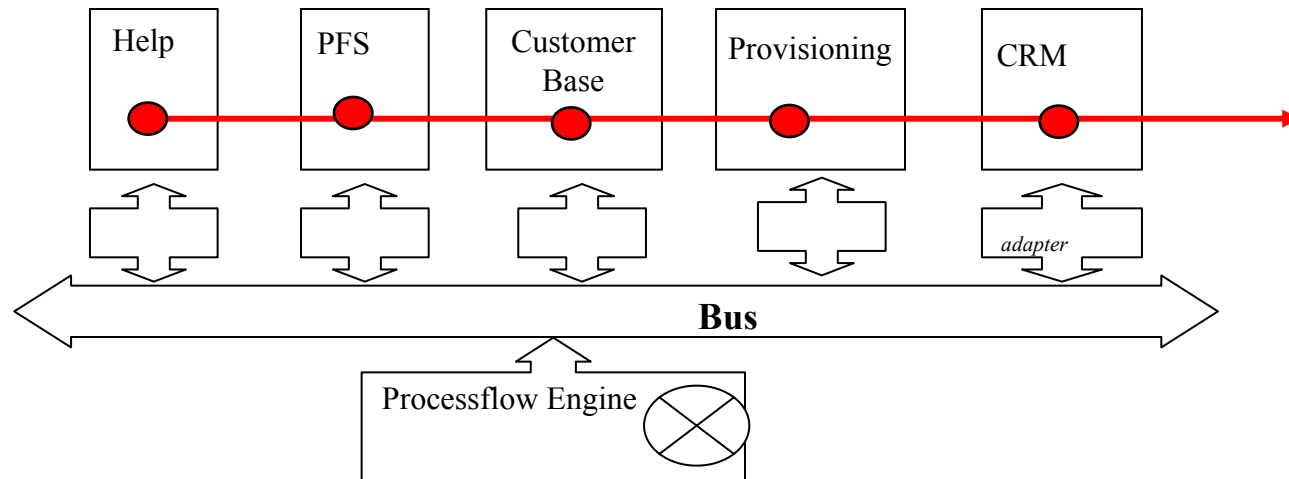 Help
PFS
Customer
Base
Provisioning
CRM
adapter
Bus
Processflow Engine